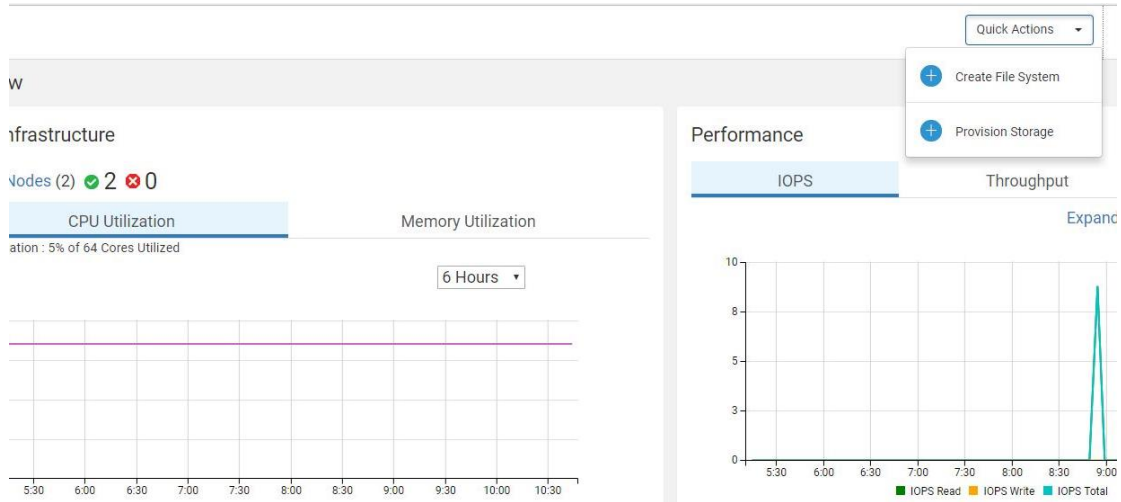 Quick Actions
Create File System
Provision Storage
w
nfrastructure
Nodes (2) 2 0
CPU Utilization Memory Utilization
ation : 5% of 64 Cores Utilized
6 Hours
5:30 6:00 6:30 7:00 7:30 8:00 8:30 9:00 9:30 10:00 10:30
Performance
IOPS Throughput
Expand
10
8
5
3
0
5:30 6:00 6:30 7:00 7:30 8:00 8:30 9:00
IOPS Read IOPS Write IOPS Total